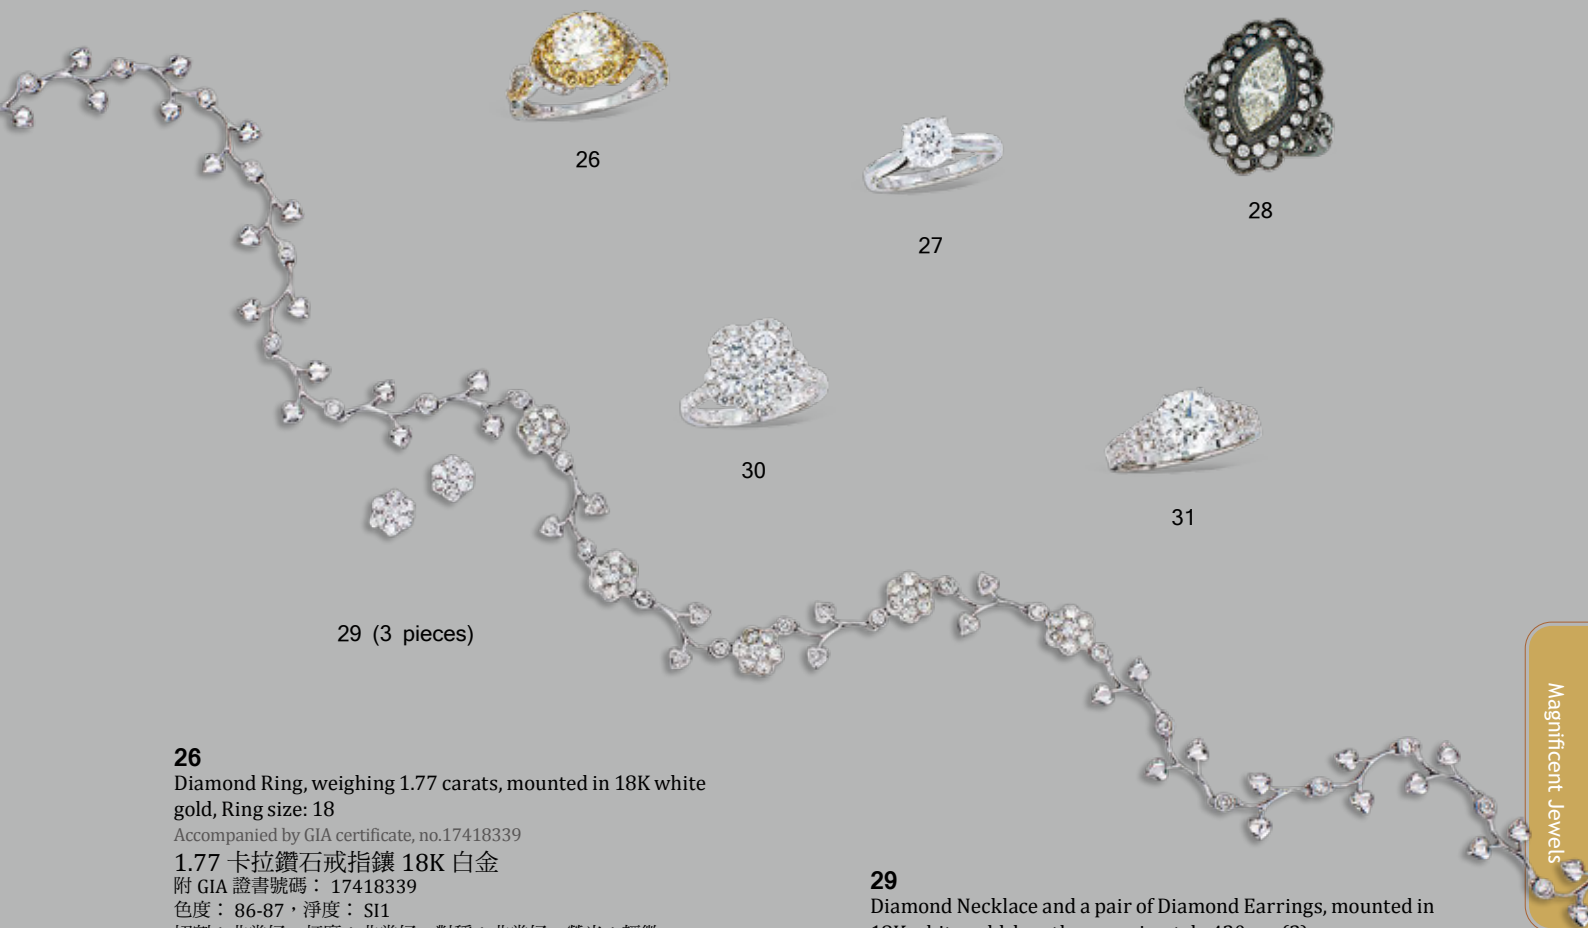 26
27
28
30
31
29 (3 pieces)
Magnificent Jewels
26
Diamond Ring, weighing 1.77 carats, mounted in 18K white
gold, Ring size: 18
Accompanied by GIA certificate, no.17418339
1.77 卡拉鑽石戒指鑲 18K 白金
附 GIA 證書號碼： 17418339
色度： 86-87，淨度： SI1
29
Diamond Necklace and a pair of Diamond Earrings, mounted in